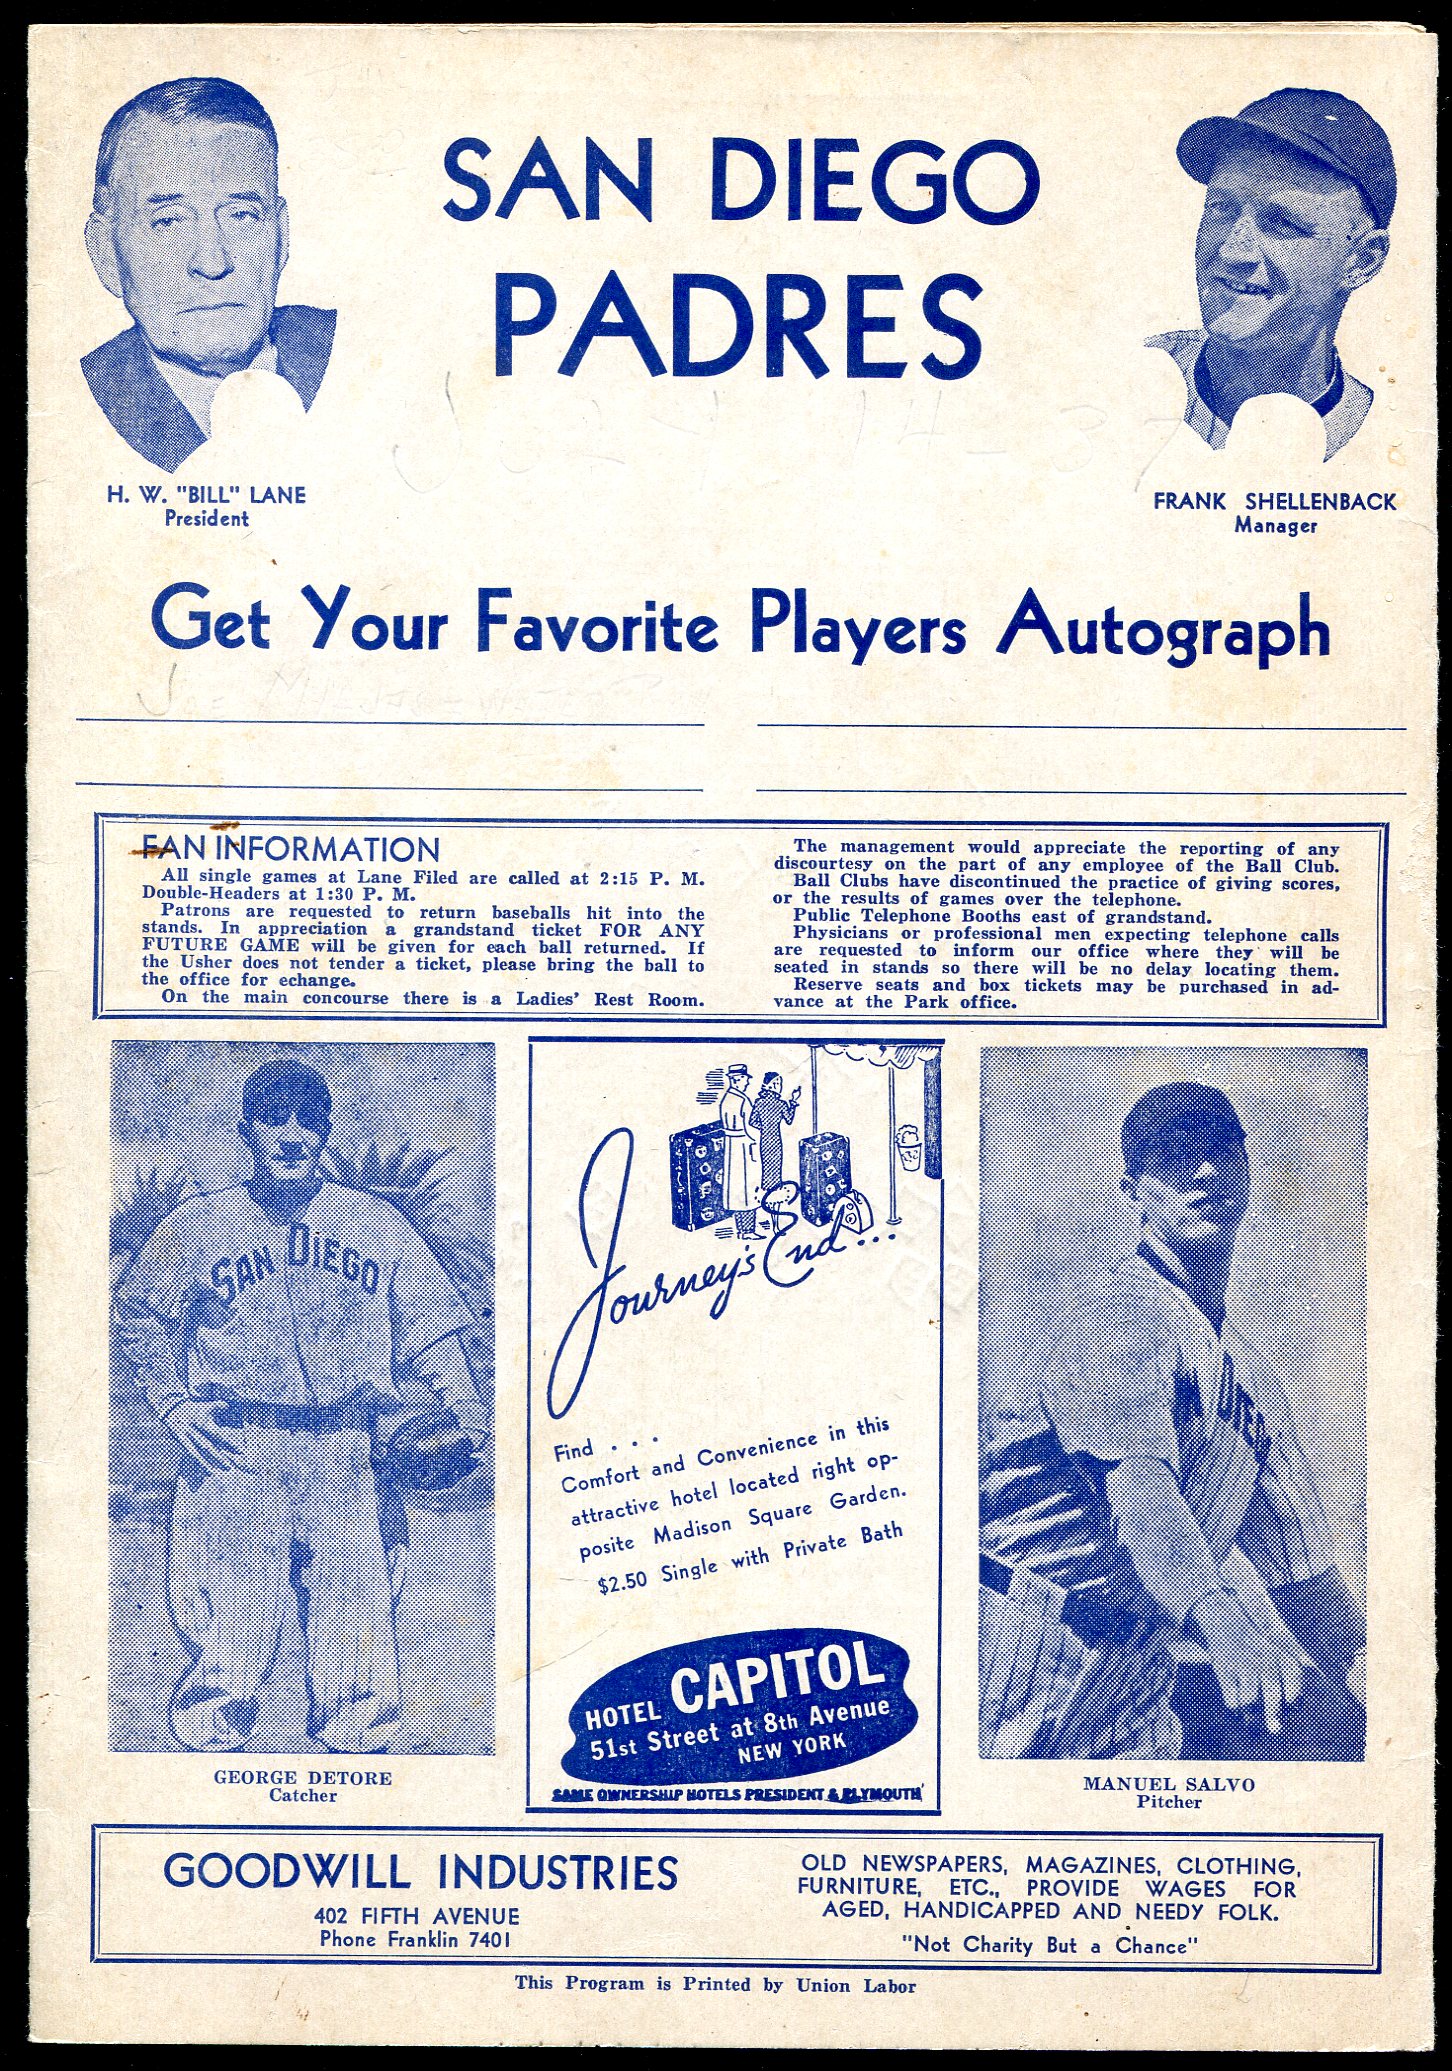 SAN DIEGO
PADRES
July 14-37
H. W. "BILL" LANE
President
FRANK SHELLENBACK
Manager
Get Your Favorite Players Autograph
Joe
FAN INFORMATION
All single games at Lane Filed are called at 2:15 P. M.
Double-Headers at 1:30 P. M.
Patrons are requested to return baseballs hit into the
stands. In appreciation a grandstand ticket FOR ANY
FUTURE GAME will be given for each ball returned. If
the Usher does not tender a ticket, please bring the ball to
the office for echange.
On the main concourse there is a Ladies' Rest Room.
The management would appreciate the reporting of any
discourtesy on the part of any employee of the Ball Club.
Ball Clubs have discontinued the practice of giving scores,
or the results of games over the telephone.
Public Telephone Booths east of grandstand.
Physicians or professional men expecting telephone calls
are requested to inform our office where they will be
seated in stands so there will be no delay locating them.
Reserve seats and box tickets may be purchased in ad-
vance at the Park office.
SAN DIEGO
GEORGE DETORE
Catcher
Journey's End...
Find . . .
Comfort and Convenience in this
attractive hotel located right op-
posite Madison Square Garden.
$2.50 Single with Private Bath
HOTEL CAPITOL
51st Street at 8th Avenue
NEW YORK
SAME OWNERSHIP HOTELS PRESIDENT & PLYMOUTH
MANUEL SALVO
Pitcher
GOODWILL INDUSTRIES
402 FIFTH AVENUE
Phone Franklin 7401
OLD NEWSPAPERS, MAGAZINES, CLOTHING,
FURNITURE, ETC., PROVIDE WAGES FOR
AGED, HANDICAPPED AND NEEDY FOLK.
"Not Charity But a Chance"
This Program is Printed by Union Labor